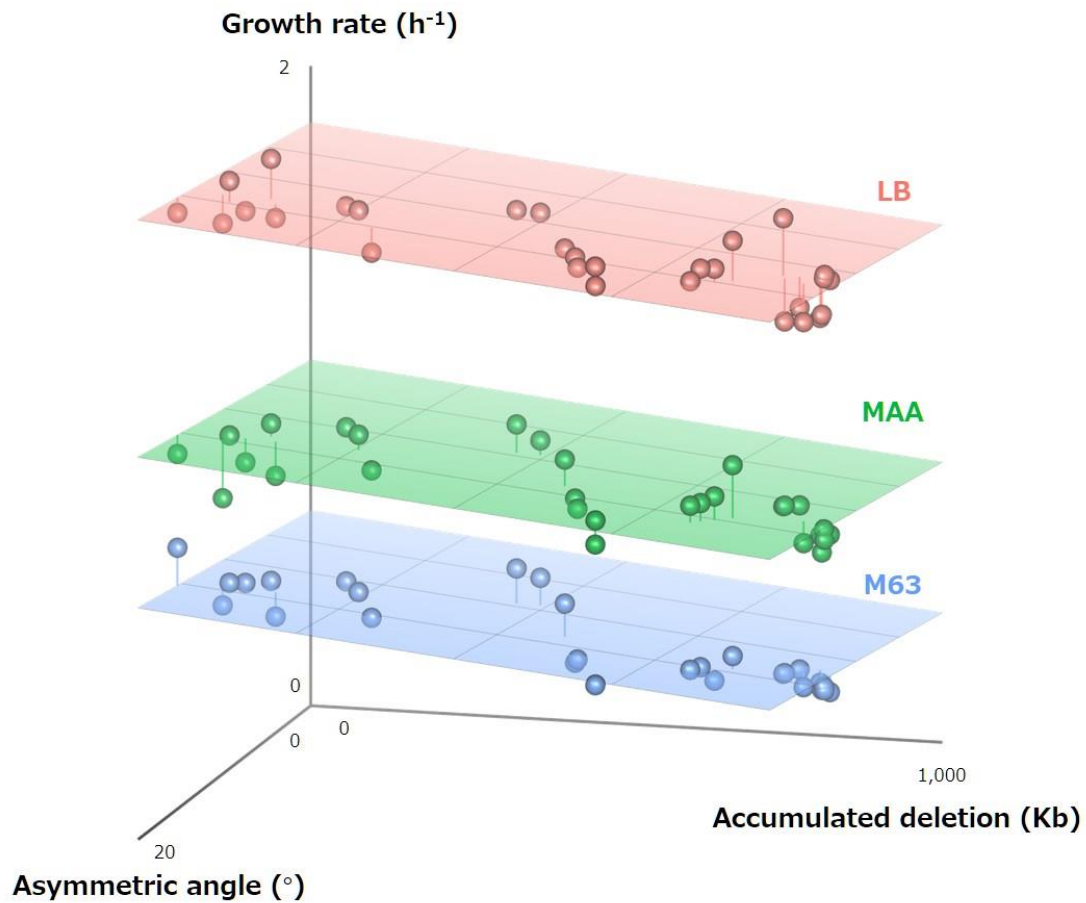 Growth rate (h-1)
2
LB
MAA
M63
0
0
0
1,000
Accumulated deletion (Kb)
20
Asymmetric angle (°)